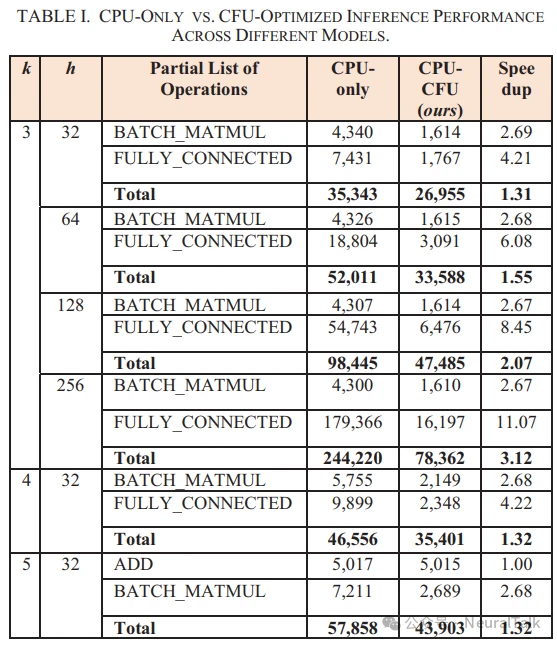 TABLE I. CPU-ONLY VS. CFU-OPTIMIZED INFERENCE PERFORMANCE
ACROSS DIFFERENT MODELS.
k h Partial List of Operations CPU-only CPU-CFU (ours) Spee dup
3 32 BATCH_MATMUL 4,340 1,614 2.69
FULLY_CONNECTED 7,431 1,767 4.21
Total 35,343 26,955 1.31
64 BATCH_MATMUL 4,326 1,615 2.68
FULLY_CONNECTED 18,804 3,091 6.08
Total 52,011 33,588 1.55
128 BATCH_MATMUL 4,307 1,614 2.67
FULLY_CONNECTED 54,743 6,476 8.45
Total 98,445 47,485 2.07
256 BATCH_MATMUL 4,300 1,610 2.67
FULLY_CONNECTED 179,366 16,197 11.07
Total 244,220 78,362 3.12
4 32 BATCH_MATMUL 5,755 2,149 2.68
FULLY_CONNECTED 9,899 2,348 4.22
Total 46,556 35,401 1.32
5 32 ADD 5,017 5,015 1.00
BATCH_MATMUL 7,211 2,689 2.68
公众号 · NeuralTalk
Total 57,858 43,903 1.32